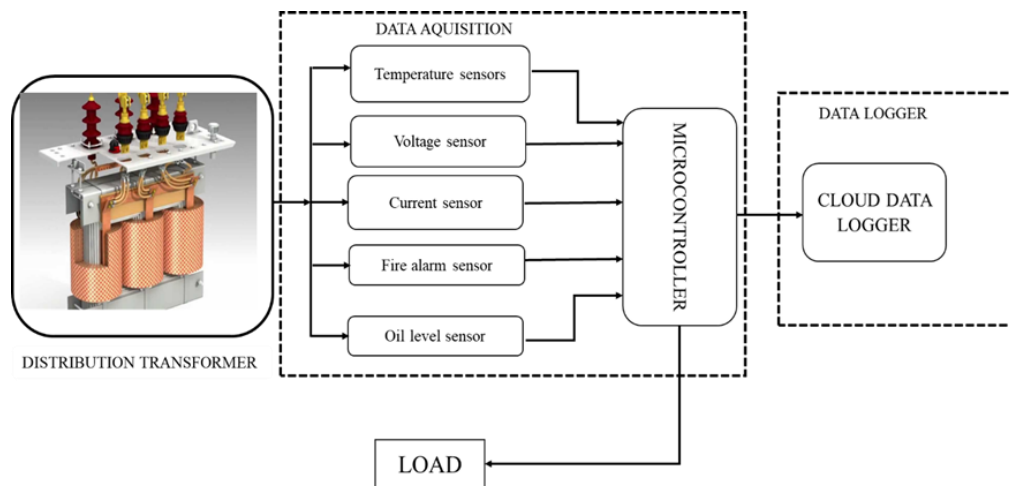 DATA AQUISITION
Temperature sensors
Voltage sensor
Current sensor
Fire alarm sensor
Oil level sensor
MICROCONTROLLER
DATA LOGGER
CLOUD DATA
LOGGER
DISTRIBUTION TRANSFORMER
LOAD